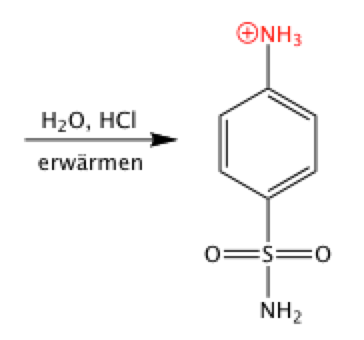 ⊕NH₃
H₂O, HCl
erwärmen
O=S=O
NH₂